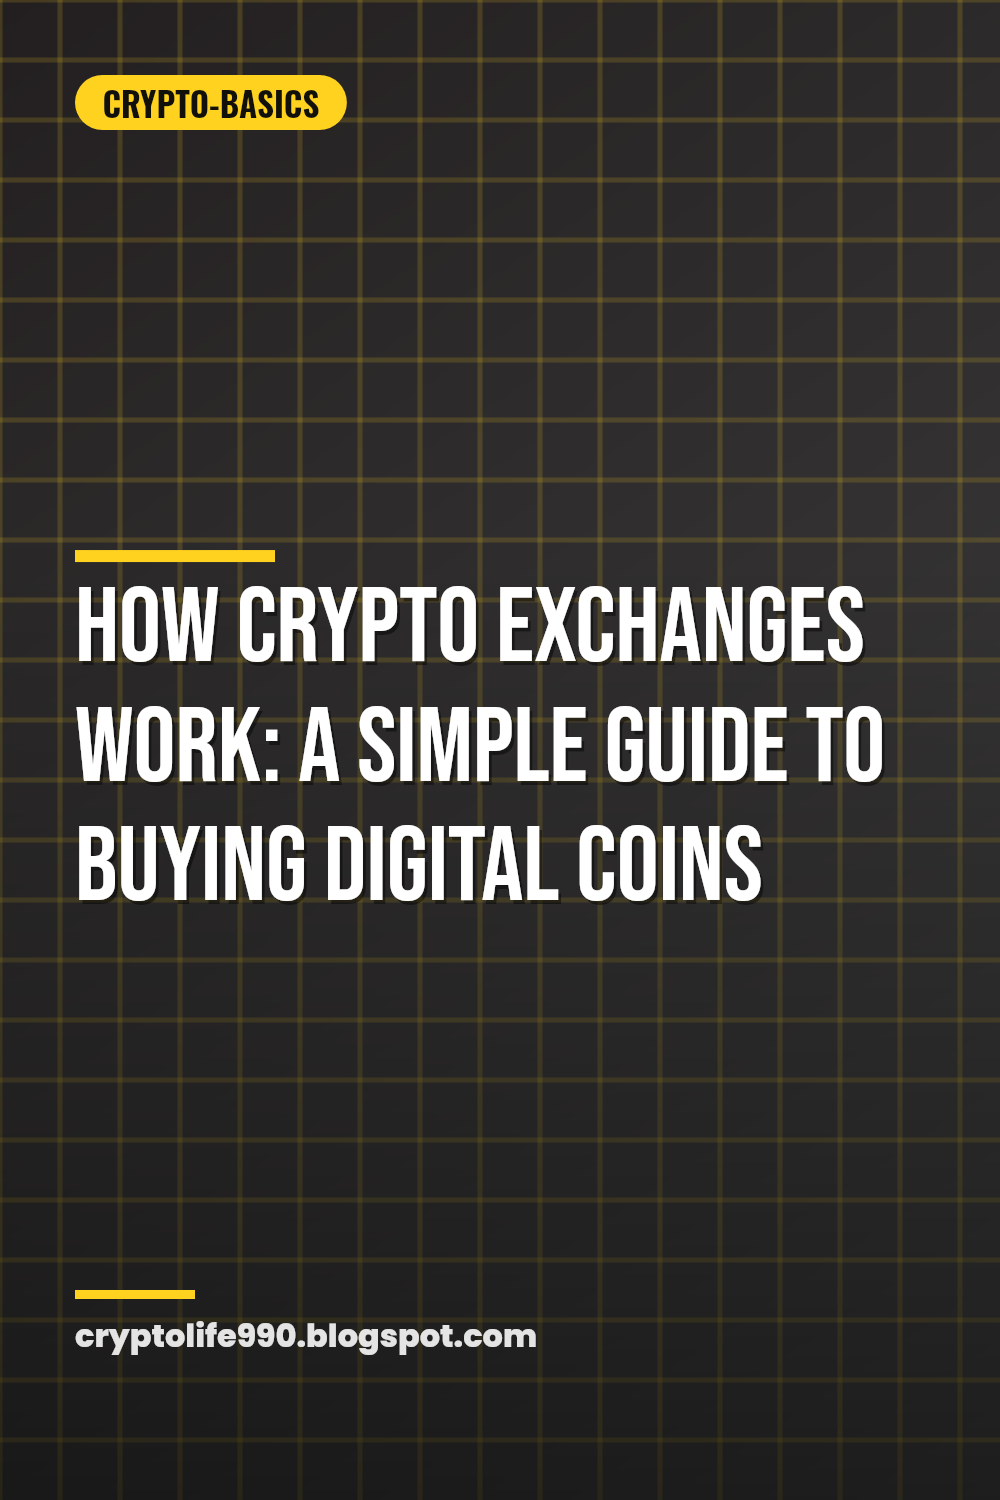 CRYPTO-BASICS
HOW CRYPTO EXCHANGES
WORK: A SIMPLE GUIDE TO
BUYING DIGITAL COINS
cryptolife990.blogspot.com